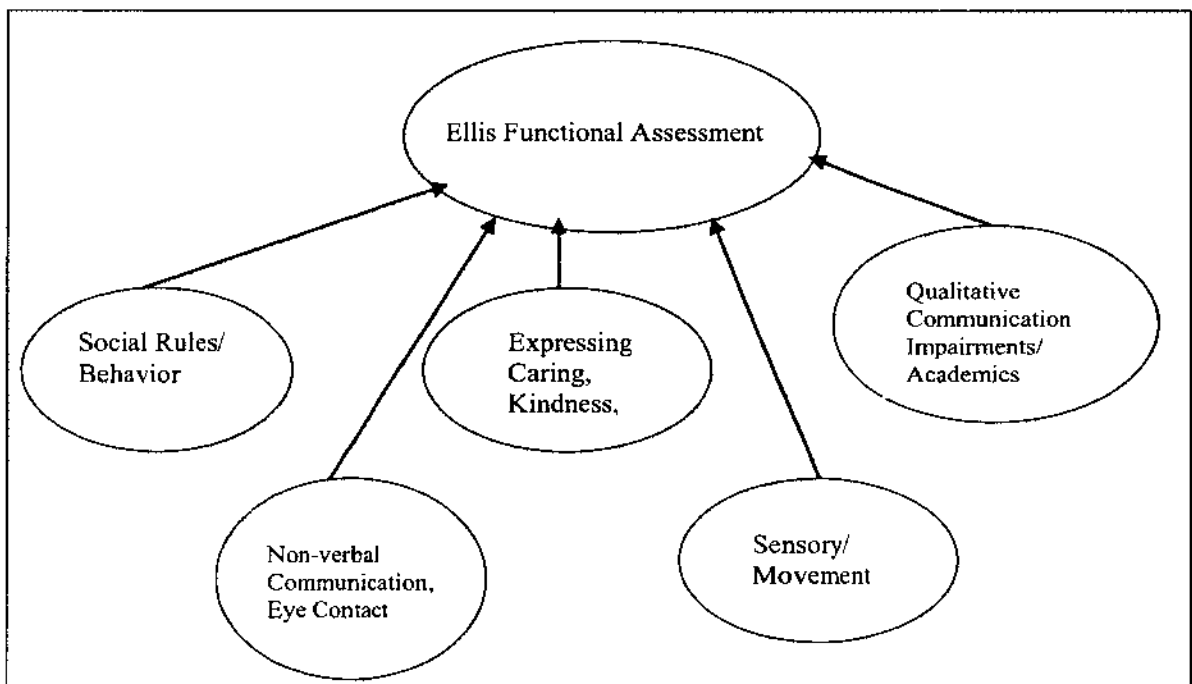 Ellis Functional Assessment
Social Rules/
Behavior
Expressing
Caring,
Kindness,
Qualitative
Communication
Impairments/
Academics
Non-verbal
Communication,
Eye Contact
Sensory/
Movement